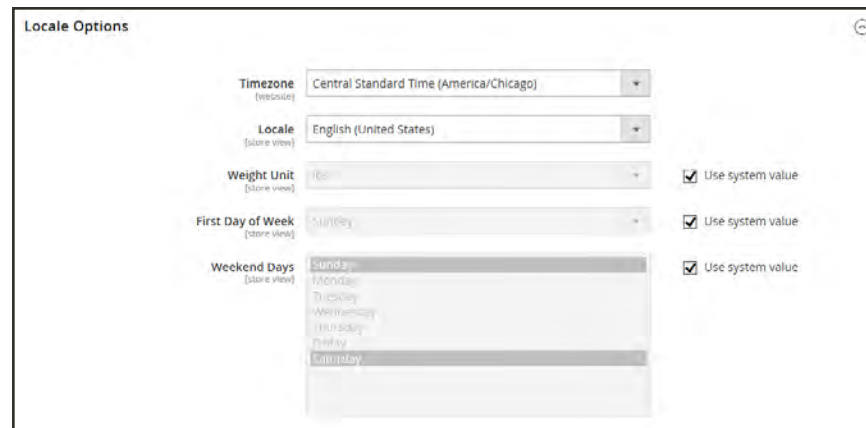 Locale Options
Timezone
[website]
Central Standard Time (America/Chicago)
Locale
[store view]
English (United States)
Weight Unit
[store view]
lbs
Use system value
First Day of Week
[store view]
Sunday
Use system value
Weekend Days
[store view]
Sunday
Monday
Tuesday
Wednesday
Thursday
Friday
Saturday
Use system value